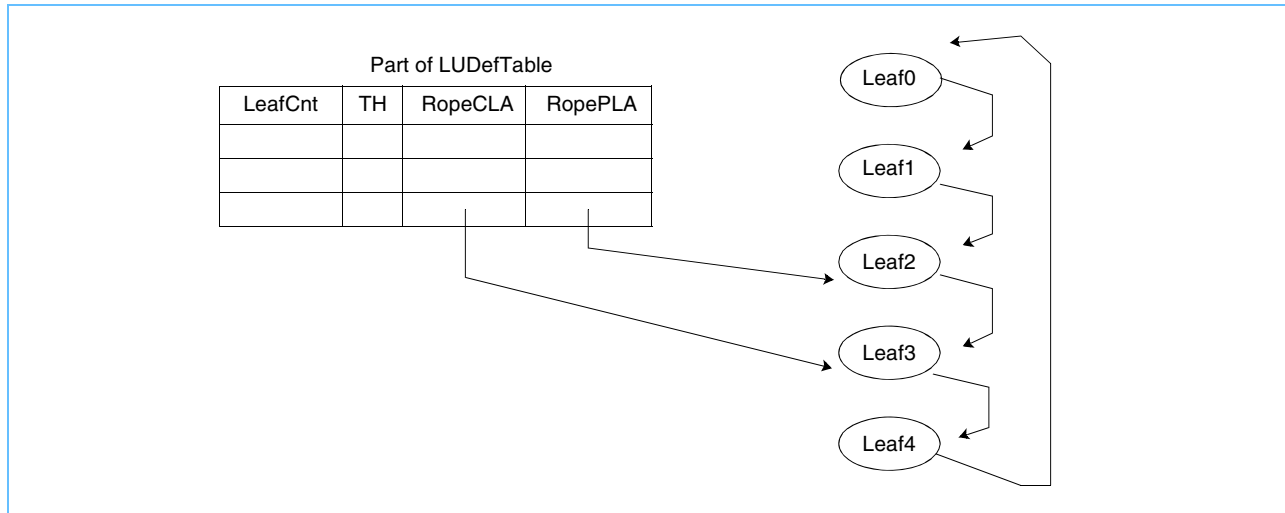 Part of LUDefTable
LeafCnt TH RopeCLA RopePLA
Leaf0
Leaf1
Leaf2
Leaf3
Leaf4